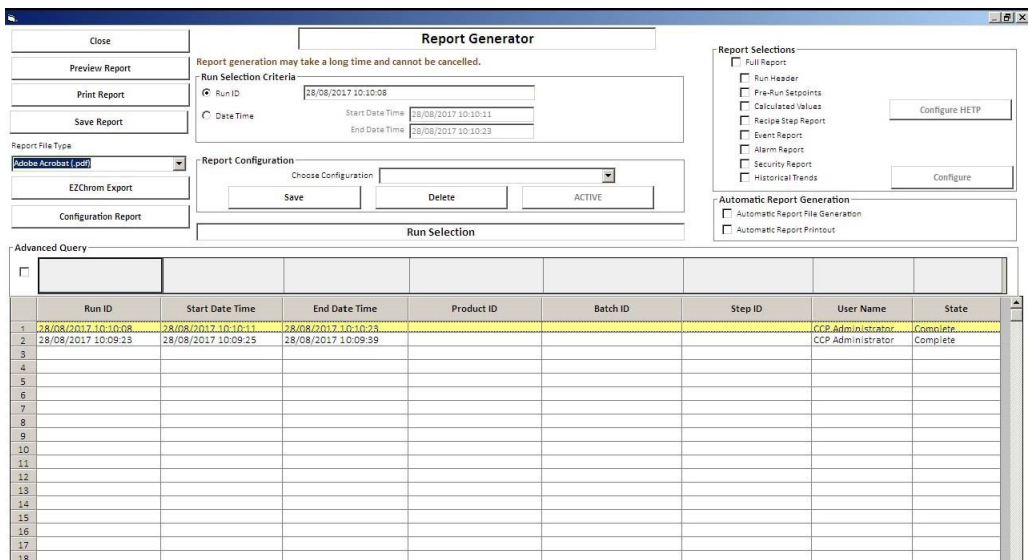 Close
Preview Report
Print Report
Save Report
Report File Type
Adobe Acrobat (.pdf)
EZChrom Export
Configuration Report
Report Generator
Report generation may take a long time and cannot be cancelled.
Run Selection Criteria
Run ID 28/08/2017 10:10:08
Date Time Start Date Time 28/08/2017 10:10:11
End Date Time 28/08/2017 10:10:23
Report Configuration
Choose Configuration
Save Delete ACTIVE
Run Selection
Report Selections
Full Report
Run Header
Pre-Run Setpoints
Calculated Values
Recipe Step Report
Event Report
Alarm Report
Security Report
Historical Trends
Configure HETP
Configure
Automatic Report Generation
Automatic Report File Generation
Automatic Report Printout
Advanced Query
Run ID Start Date Time End Date Time Product ID Batch ID Step ID User Name State
1 28/08/2017 10:10:08 28/08/2017 10:10:11 28/08/2017 10:10:23 CCP Administrator Complete
2 28/08/2017 10:09:23 28/08/2017 10:09:25 28/08/2017 10:09:39 CCP Administrator Complete
3
4
5
6
7
8
9
10
11
12
13
14
15
16
17
18